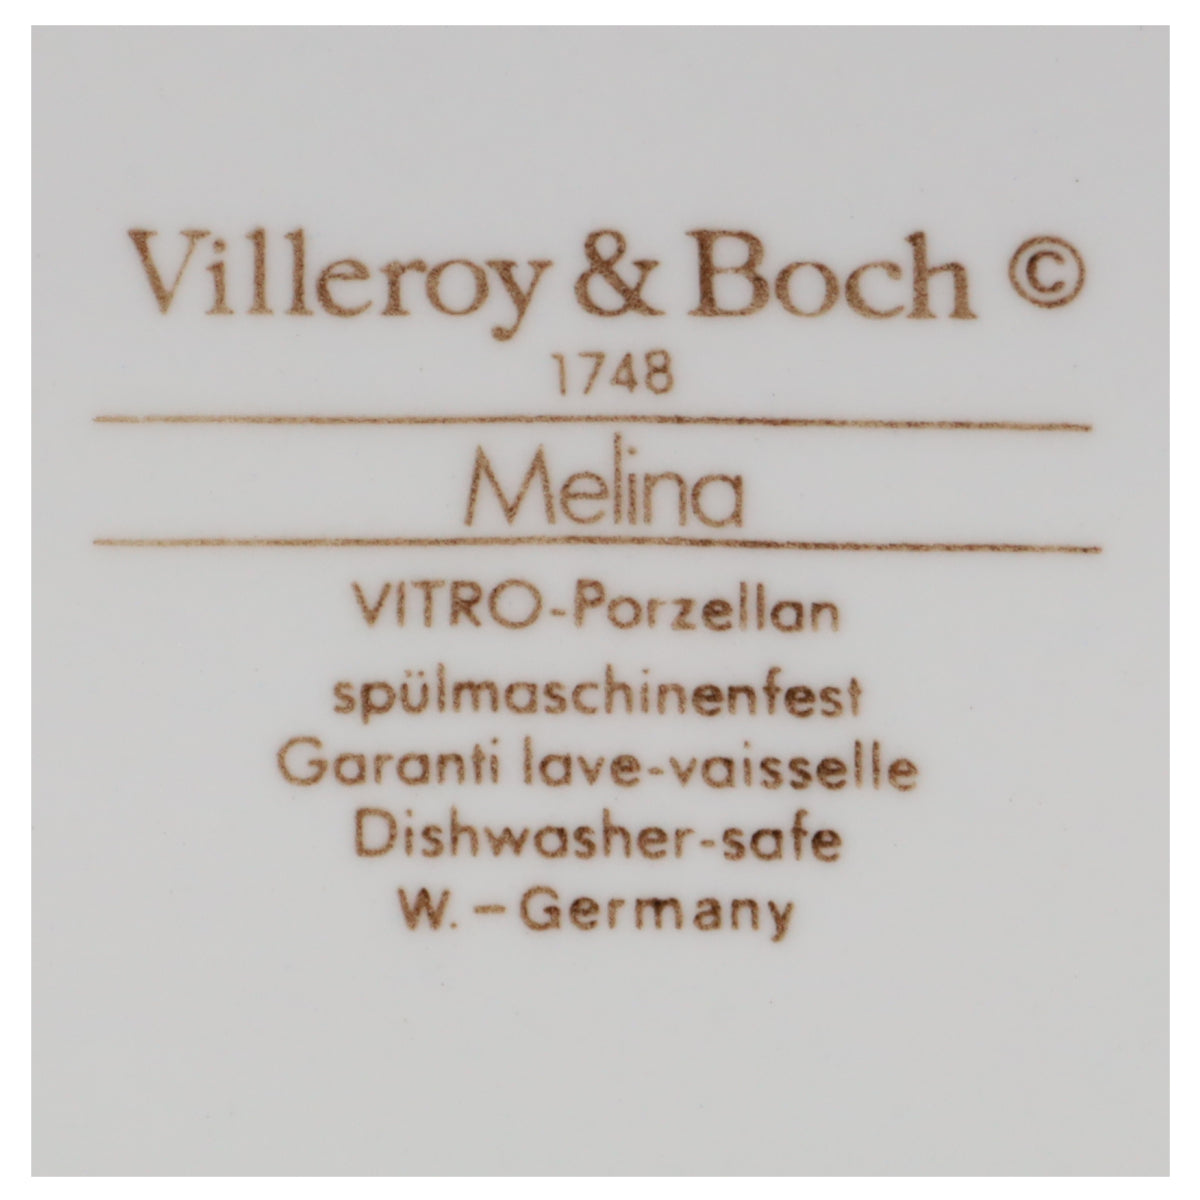 Villeroy & Boch ©
1748
Melina
VITRO-Porzellan
spülmaschinenfest
Garanti lave-vaisselle
Dishwasher-safe
W.-Germany